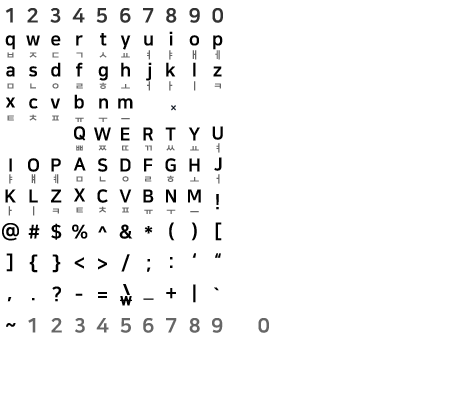 1 2 3 4 5 6 7 8 9 0
q w e r t y u i o p
ㅂ ㅈ ㄷ ㄱ ㅅ ㅛ ㅕ ㅑ ㅐ ㅔ
a s d f g h j k l z
ㅁ ㄴ ㅇ ㄹ ㅎ ㅗ ㅓ ㅏ ㅣ ㅋ
x c v b n m ×
ㅌ ㅊ ㅍ ㅠ ㅜ ㅡ
Q W E R T Y U
ㅃ ㅉ ㄸ ㄲ ㅆ ㅛ ㅕ
I O P A S D F G H J
ㅑ ㅒ ㅖ ㅁ ㄴ ㅇ ㄹ ㅎ ㅗ ㅓ
K L Z X C V B N M !
ㅏ ㅣ ㅋ ㅌ ㅊ ㅍ ㅠ ㅜ ㅡ
@ # $ % ^ & * ( ) [
] { } < > / ; : ‘ “
, . ? - = ₩ _ + | `
~ 1 2 3 4 5 6 7 8 9 0